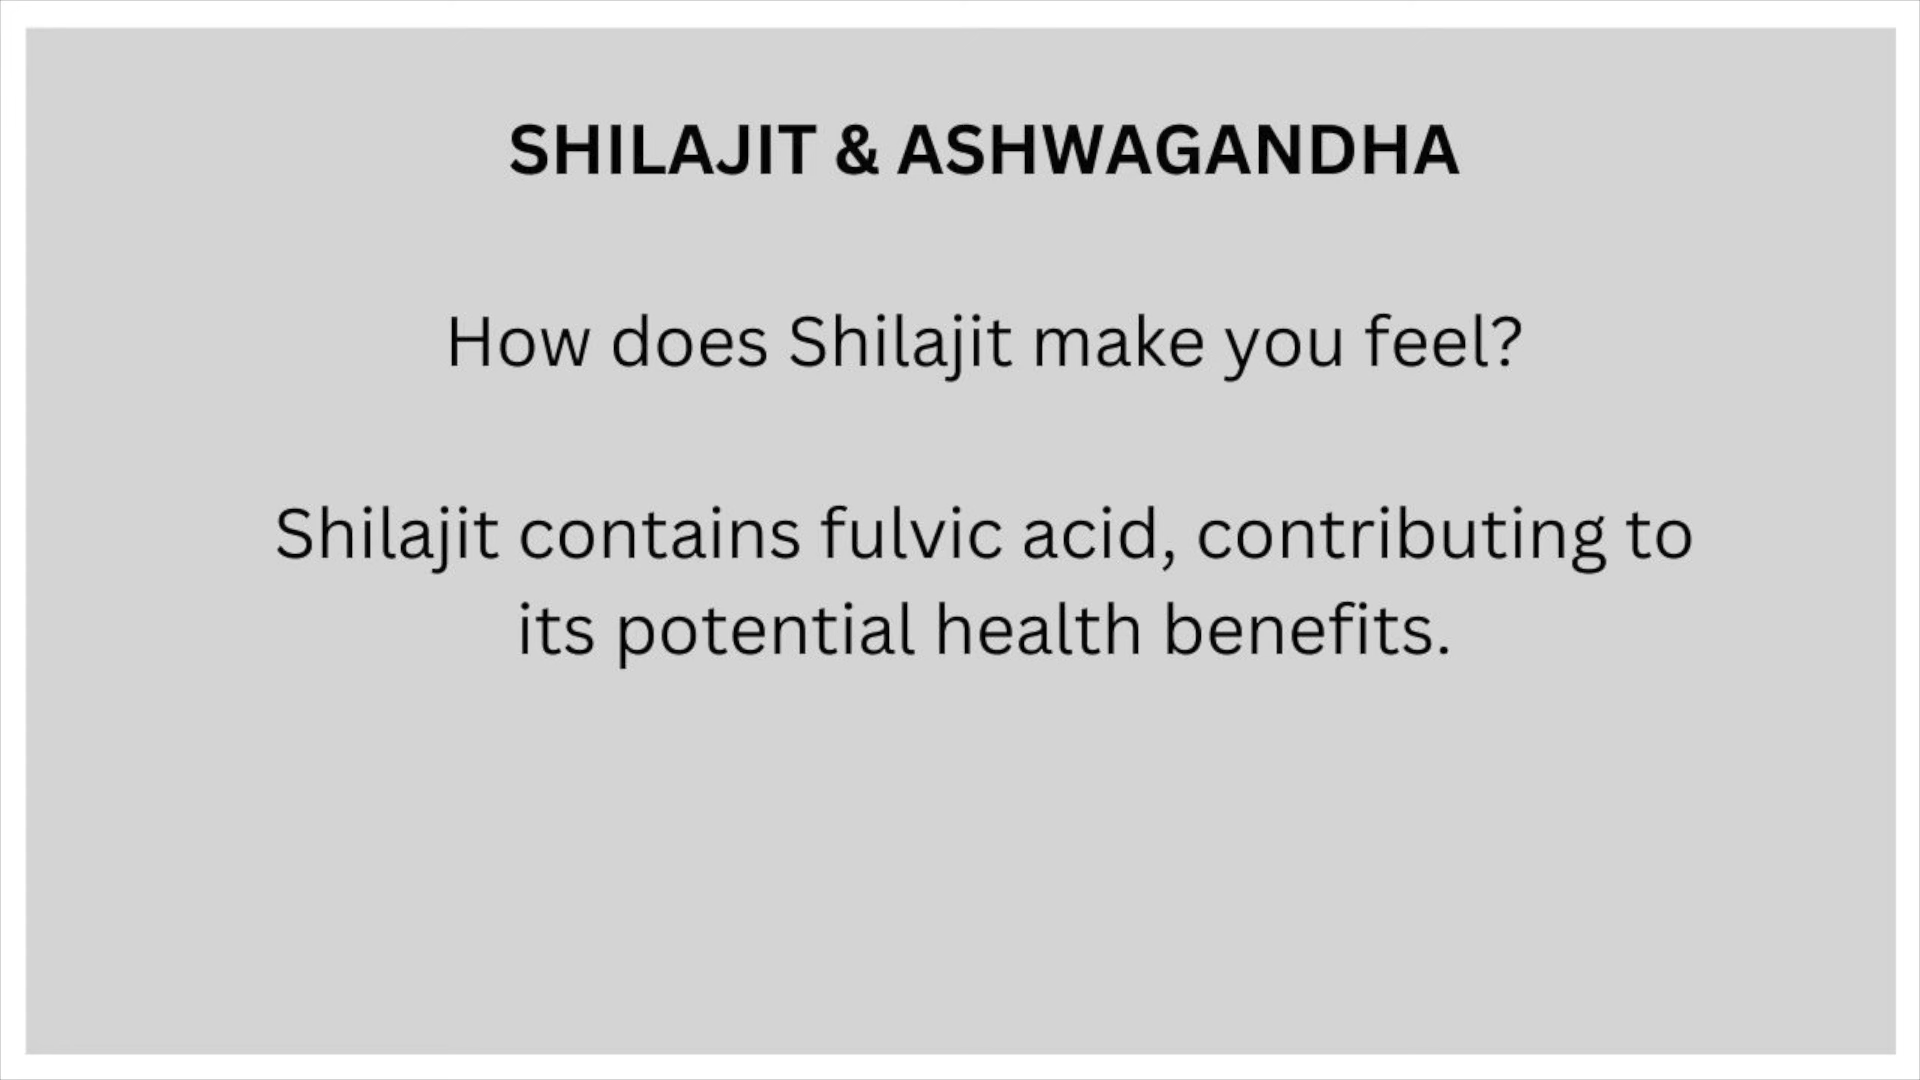 SHILAJIT & ASHWAGANDHA
How does Shilajit make you feel?
Shilajit contains fulvic acid, contributing to
its potential health benefits.